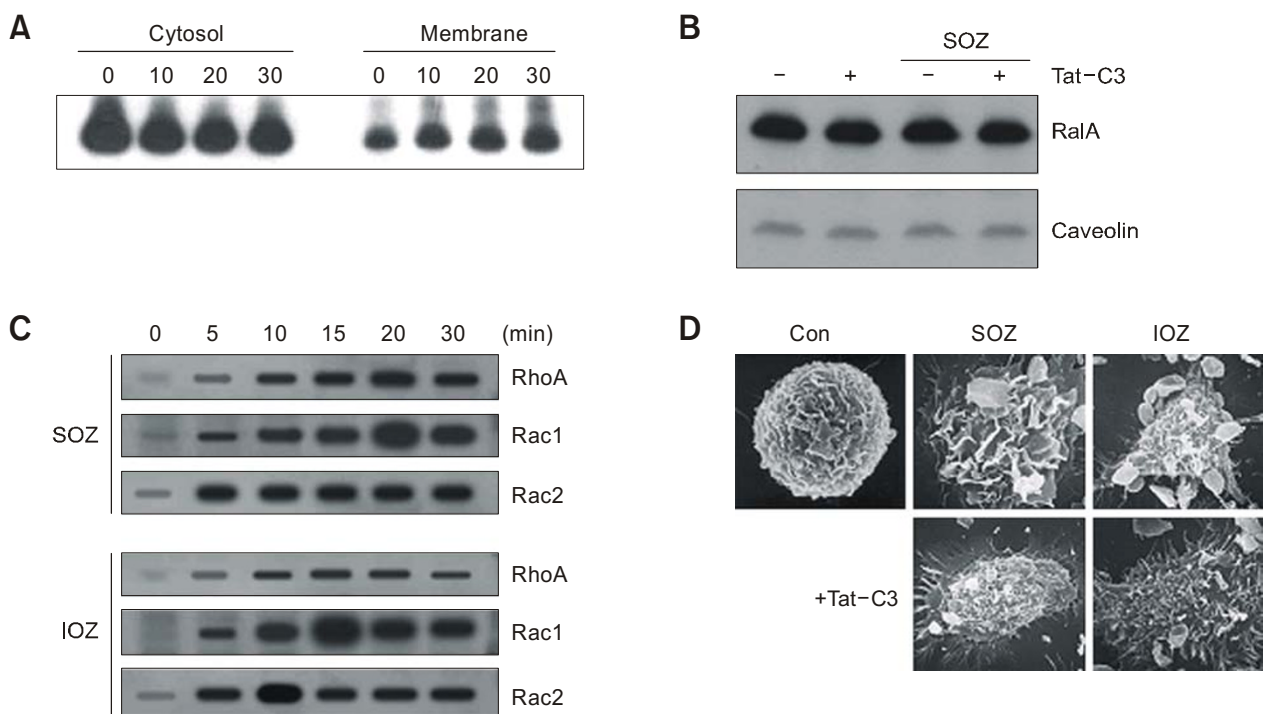 A
Cytosol Membrane
0 10 20 30 0 10 20 30
B
SOZ
− + − + Tat−C3
RalA
Caveolin
C
0 5 10 15 20 30 (min)
SOZ
RhoA
Rac1
Rac2
IOZ
RhoA
Rac1
Rac2
D
Con SOZ IOZ
+Tat−C3